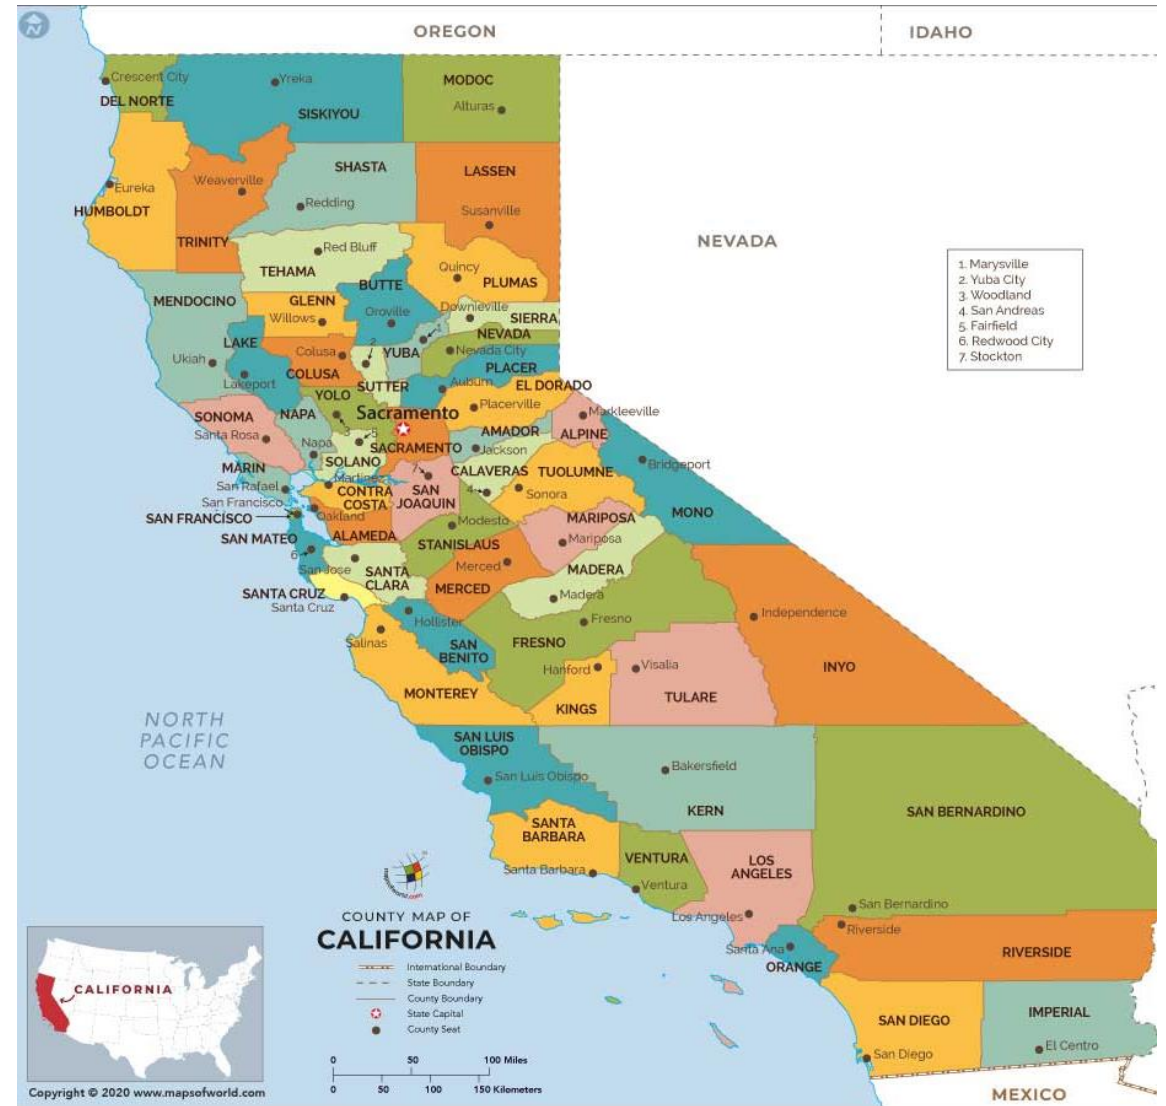 N
OREGON
IDAHO
Crescent City
DEL NORTE
Yreka
SISKIYOU
MODOC
Alturas
SHASTA
LASSEN
Weaverville
Eureka
Redding
Susanville
HUMBOLDT
TRINITY
NEVADA
Red Bluff
TEHAMA
Quincy
BUTTE
PLUMAS
MENDOCINO
GLENN
Willows
Oroville
Downieville
SIERRA
1
NEVADA
LAKE
2
Colusa
YUBA
Nevada City
Ukiah
COLUSA
PLACER
Lakeport
SUTTER
Auburn
EL DORADO
YOLO
Placerville
SONOMA
NAPA
Sacramento
Markleeville
3
5
AMADOR
ALPINE
Santa Rosa
Napa
SACRAMENTO
Jackson
SOLANO
Bridgeport
MARIN
7
CALAVERAS
TUOLUMNE
Martinez
San Rafael
CONTRA
COSTA
SAN
JOAQUIN
4
Sonora
San Francisco
MONO
SAN FRANCISCO
Oakland
Modesto
MARIPOSA
SAN MATEO
ALAMEDA
STANISLAUS
Mariposa
6
San Jose
SANTA
CLARA
Merced
MADERA
MERCED
SANTA CRUZ
Santa Cruz
Madera
Hollister
Fresno
Independence
Salinas
SAN
BENITO
FRESNO
Hanford
Visalia
INYO
MONTEREY
KINGS
TULARE
NORTH
PACIFIC
OCEAN
SAN LUIS
OBISPO
San Luis Obispo
Bakersfield
KERN
SAN BERNARDINO
SANTA
BARBARA
Santa Barbara
VENTURA
Ventura
LOS
ANGELES
Los Angeles
San Bernardino
Riverside
Santa Ana
ORANGE
RIVERSIDE
SAN DIEGO
IMPERIAL
San Diego
El Centro
MEXICO
1. Marysville
2. Yuba City
3. Woodland
4. San Andreas
5. Fairfield
6. Redwood City
7. Stockton
mapsofworld.com
COUNTY MAP OF
CALIFORNIA
International Boundary
State Boundary
County Boundary
State Capital
County Seat
0 50 100 Miles
0 50 100 150 Kilometers
CALIFORNIA
Copyright © 2020 www.mapsofworld.com